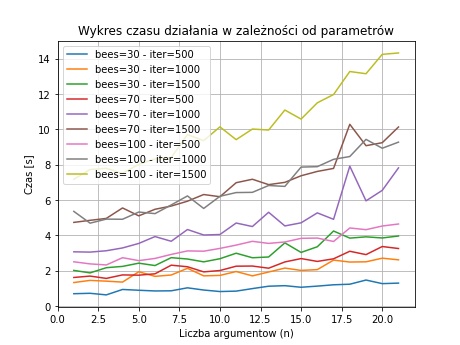 Wykres czasu działania w zależności od parametrów
14
12
10
8
6
4
2
0
Czas [s]
bees=30 - iter=500
bees=30 - iter=1000
bees=30 - iter=1500
bees=70 - iter=500
bees=70 - iter=1000
bees=70 - iter=1500
bees=100 - iter=500
bees=100 - iter=1000
bees=100 - iter=1500
0.0 2.5 5.0 7.5 10.0 12.5 15.0 17.5 20.0
Liczba argumentow (n)